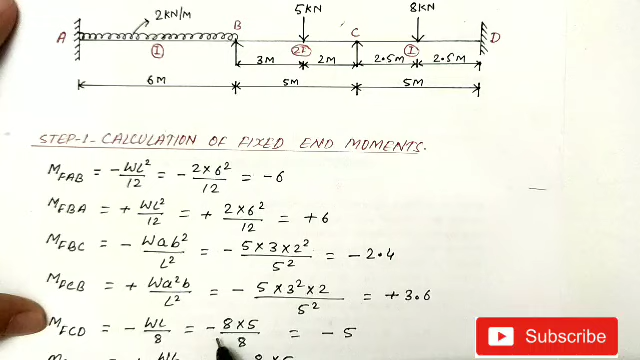 5KN 8KN
2KN/M
A B C D
I 2I I
3M 2M 2.5M 2.5M
6M 5M 5M
STEP-1- CALCULATION OF FIXED END MOMENTS.
MFAB = -WL²/12 = - 2×6²/12 = -6
MFBA = + WL²/12 = + 2×6²/12 = +6
MFBC = - Wab²/L² = - 5×3×2²/5² = -2.4
MFCB = + Wa²b/L² = - 5×3²×2/5² = +3.6
MFCD = - WL/8 = - 8×5/8 = -5
SUBSCRIBE